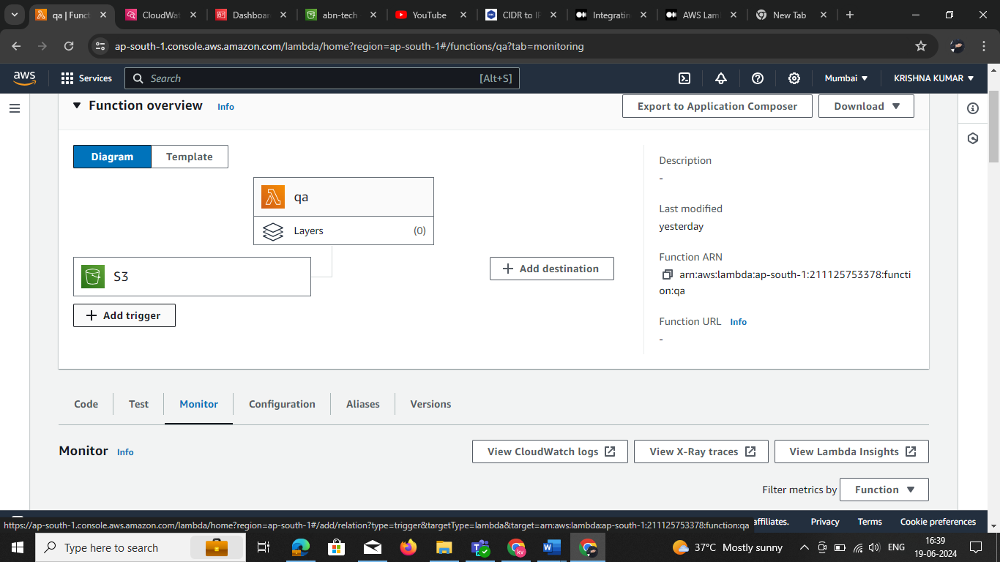 qa | Funct
CloudWat
Dashboar
abn-tech
YouTube
CIDR to IP
Integratin
AWS Lam
New Tab
ap-south-1.console.aws.amazon.com/lambda/home?region=ap-south-1#/functions/qa?tab=monitoring
aws
Services
Search
[Alt+S]
Mumbai
KRISHNA KUMAR
Function overview
Info
Export to Application Composer
Download
Diagram
Template
Description
-
qa
Layers
(0)
Last modified
yesterday
S3
Add destination
Add trigger
Function ARN
arn:aws:lambda:ap-south-1:211125753378:functi
on:qa
Function URL
Info
-
Code
Test
Monitor
Configuration
Aliases
Versions
Monitor
Info
View CloudWatch logs
View X-Ray traces
View Lambda Insights
Filter metrics by
Function
https://ap-south-1.console.aws.amazon.com/lambda/home?region=ap-south-1#/add/relation?type=trigger&targetType=lambda&target=arn:aws:lambda:ap-south-1:211125753378:function:qa
affiliates.
Privacy
Terms
Cookie preferences
Type here to search
37°C Mostly sunny
ENG
16:39
19-06-2024